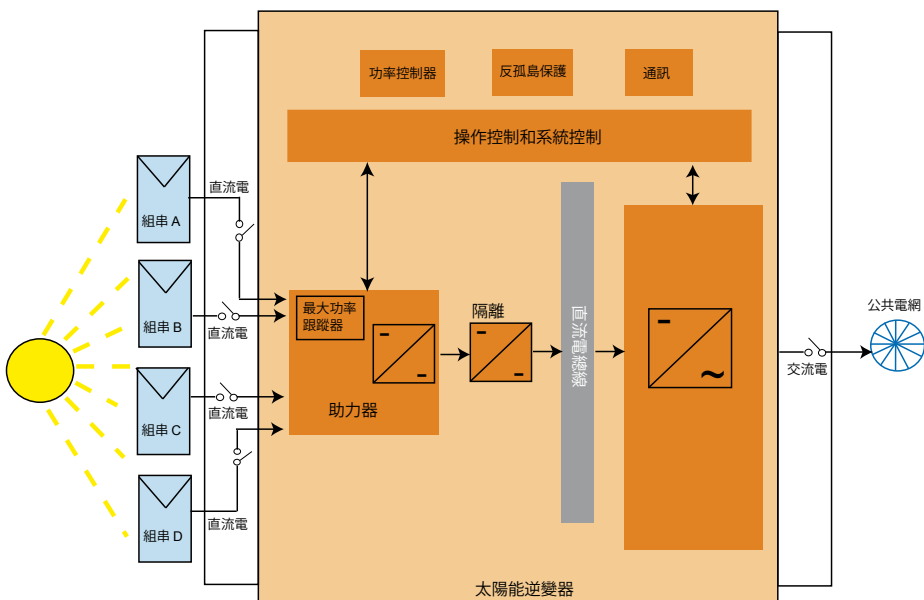 功率控制器
反孤島保護
通訊
操作控制和系統控制
組串 A
直流電
組串 B
直流電
組串 C
直流電
組串 D
直流電
最大功率
跟蹤器
助力器
隔離
直流電總線
公共電網
交流電
太陽能逆變器